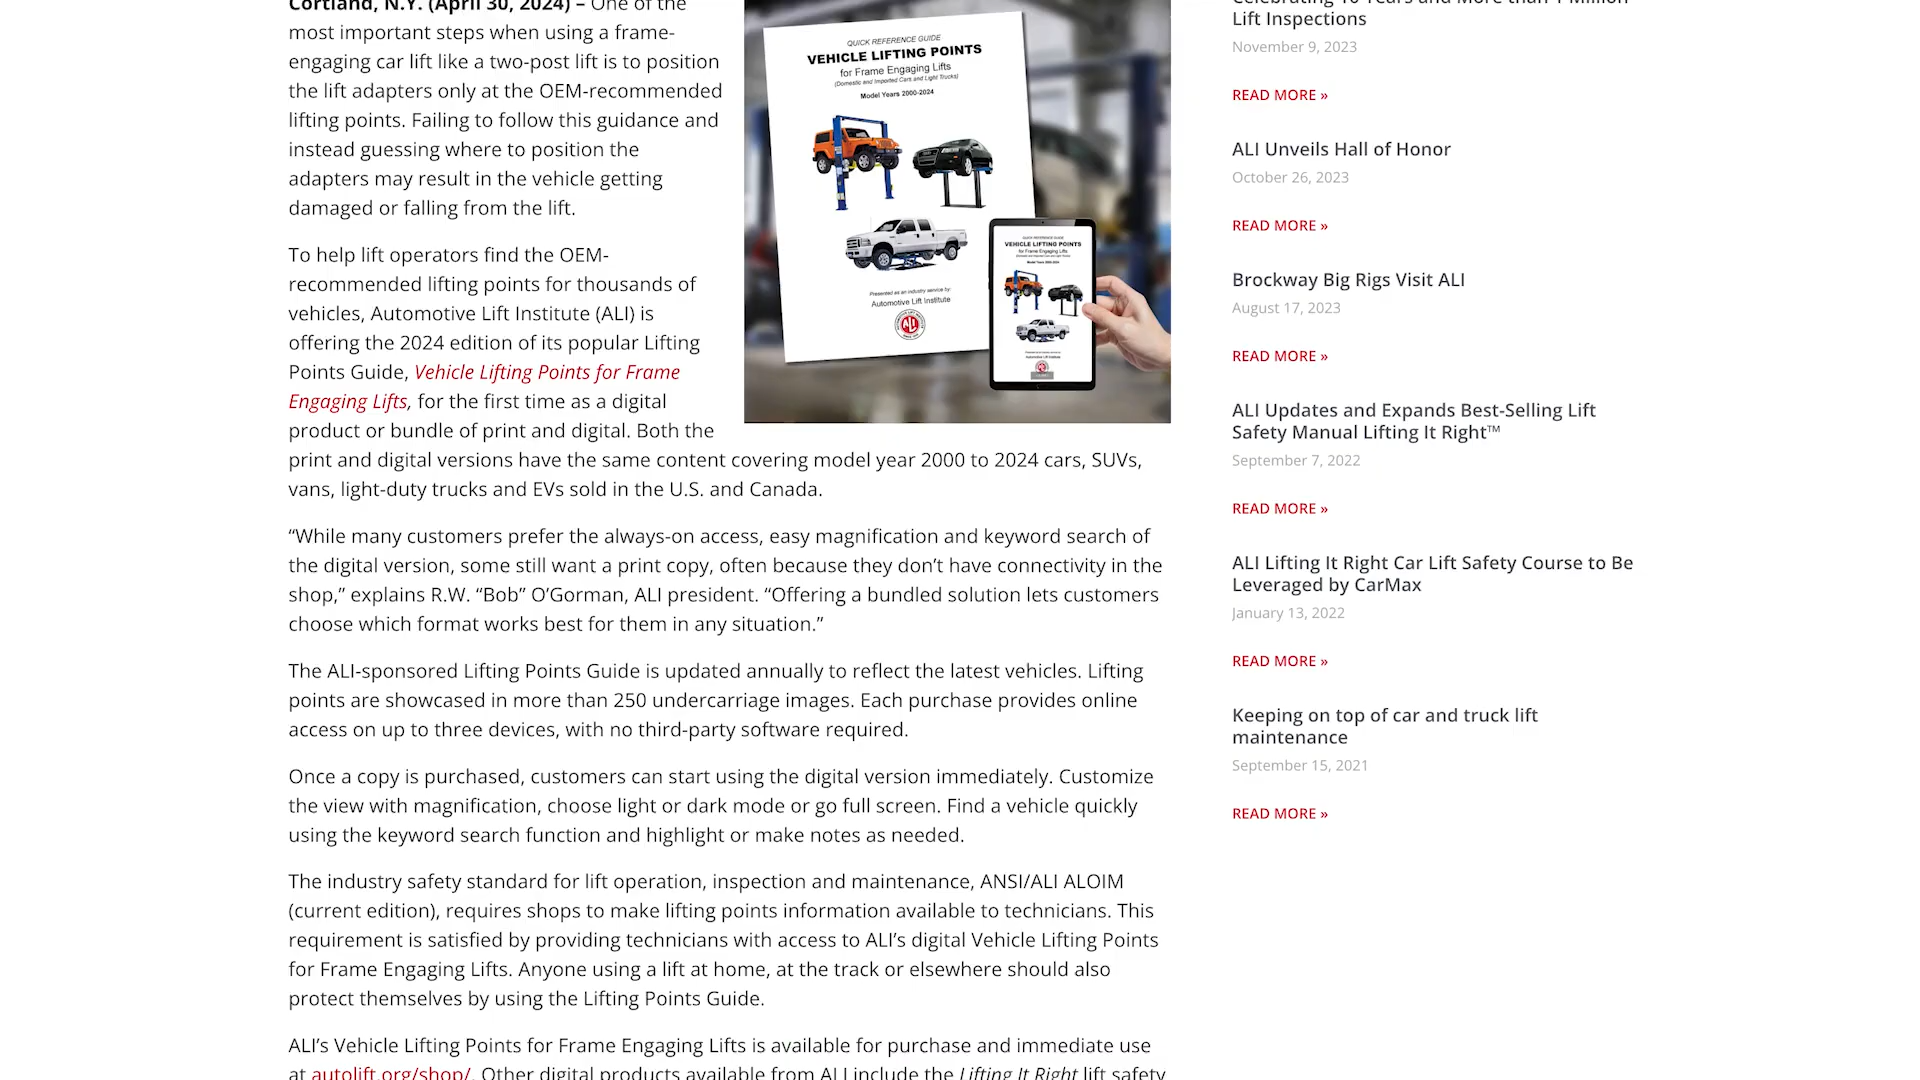 Cortland, N.Y. (April 30, 2024) – One of the
most important steps when using a frame-
engaging car lift like a two-post lift is to position
the lift adapters only at the OEM-recommended
lifting points. Failing to follow this guidance and
instead guessing where to position the
adapters may result in the vehicle getting
damaged or falling from the lift.
To help lift operators find the OEM-
recommended lifting points for thousands of
vehicles, Automotive Lift Institute (ALI) is
offering the 2024 edition of its popular Lifting
Points Guide, Vehicle Lifting Points for Frame
Engaging Lifts, for the first time as a digital
product or bundle of print and digital. Both the
print and digital versions have the same content covering model year 2000 to 2024 cars, SUVs,
vans, light-duty trucks and EVs sold in the U.S. and Canada.
“While many customers prefer the always-on access, easy magnification and keyword search of
the digital version, some still want a print copy, often because they don’t have connectivity in the
shop,” explains R.W. “Bob” O’Gorman, ALI president. “Offering a bundled solution lets customers
choose which format works best for them in any situation.”
The ALI-sponsored Lifting Points Guide is updated annually to reflect the latest vehicles. Lifting
points are showcased in more than 250 undercarriage images. Each purchase provides online
access on up to three devices, with no third-party software required.
Once a copy is purchased, customers can start using the digital version immediately. Customize
the view with magnification, choose light or dark mode or go full screen. Find a vehicle quickly
using the keyword search function and highlight or make notes as needed.
The industry safety standard for lift operation, inspection and maintenance, ANSI/ALI ALOIM
(current edition), requires shops to make lifting points information available to technicians. This
requirement is satisfied by providing technicians with access to ALI’s digital Vehicle Lifting Points
for Frame Engaging Lifts. Anyone using a lift at home, at the track or elsewhere should also
protect themselves by using the Lifting Points Guide.
ALI’s Vehicle Lifting Points for Frame Engaging Lifts is available for purchase and immediate use
at autolift.org/shop/. Other digital products available from ALI include the Lifting It Right lift safety
QUICK REFERENCE GUIDE
VEHICLE LIFTING POINTS
for Frame Engaging Lifts
(Domestic and Imported Cars and Light Trucks)
Model Years 2000-2024
Presented as an industry service by:
Automotive Lift Institute
ALI
QUICK REFERENCE GUIDE
VEHICLE LIFTING POINTS
for Frame Engaging Lifts
Model Years 2000-2024
Automotive Lift Institute
Celebrating 10 Years and More than 1 Million
Lift Inspections
November 9, 2023
READ MORE »
ALI Unveils Hall of Honor
October 26, 2023
READ MORE »
Brockway Big Rigs Visit ALI
August 17, 2023
READ MORE »
ALI Updates and Expands Best-Selling Lift
Safety Manual Lifting It Right™
September 7, 2022
READ MORE »
ALI Lifting It Right Car Lift Safety Course to Be
Leveraged by CarMax
January 13, 2022
READ MORE »
Keeping on top of car and truck lift
maintenance
September 15, 2021
READ MORE »